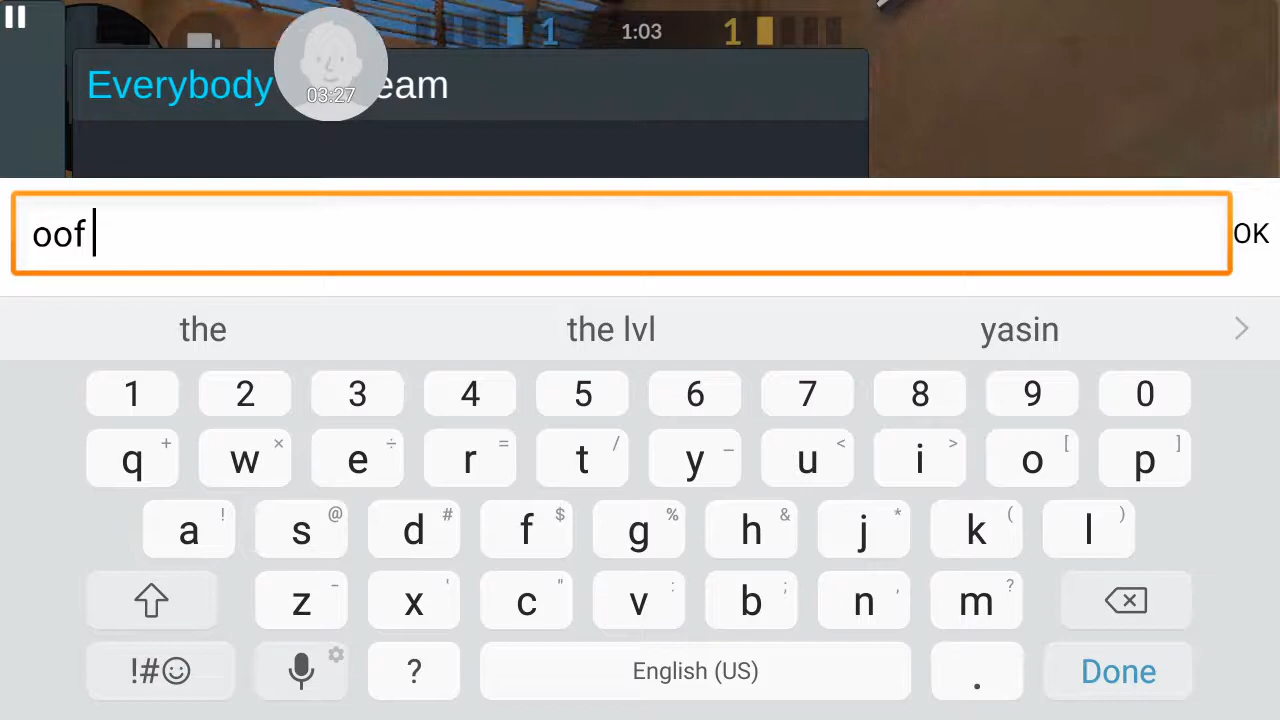 1 1:03 1
Everybody eam
03:27
oof
OK
the the lvl yasin
1 2 3 4 5 6 7 8 9 0
q + w × e ÷ r = t / y _ u < i > o [ p ]
a ! s @ d # f $ g % h & j * k ( l )
z - x ' c " v : b ; n , m ?
!#☺ ? English (US) . Done